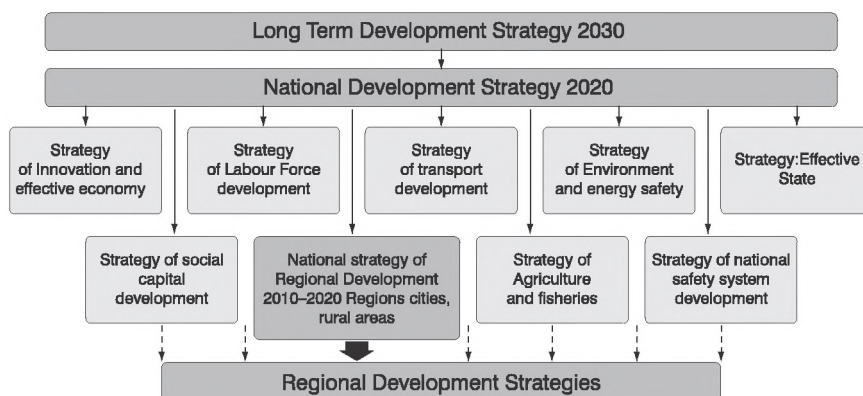 Long Term Development Strategy 2030
National Development Strategy 2020
Strategy
of Innovation and
effective economy
Strategy
of Labour Force
development
Strategy
of transport
development
Strategy
of Environment
and energy safety
Strategy:Effective
State
Strategy of social
capital
development
National strategy of
Regional Development
2010–2020 Regions cities,
rural areas
Strategy of
Agriculture
and fisheries
Strategy of national
safety system
development
Regional Development Strategies